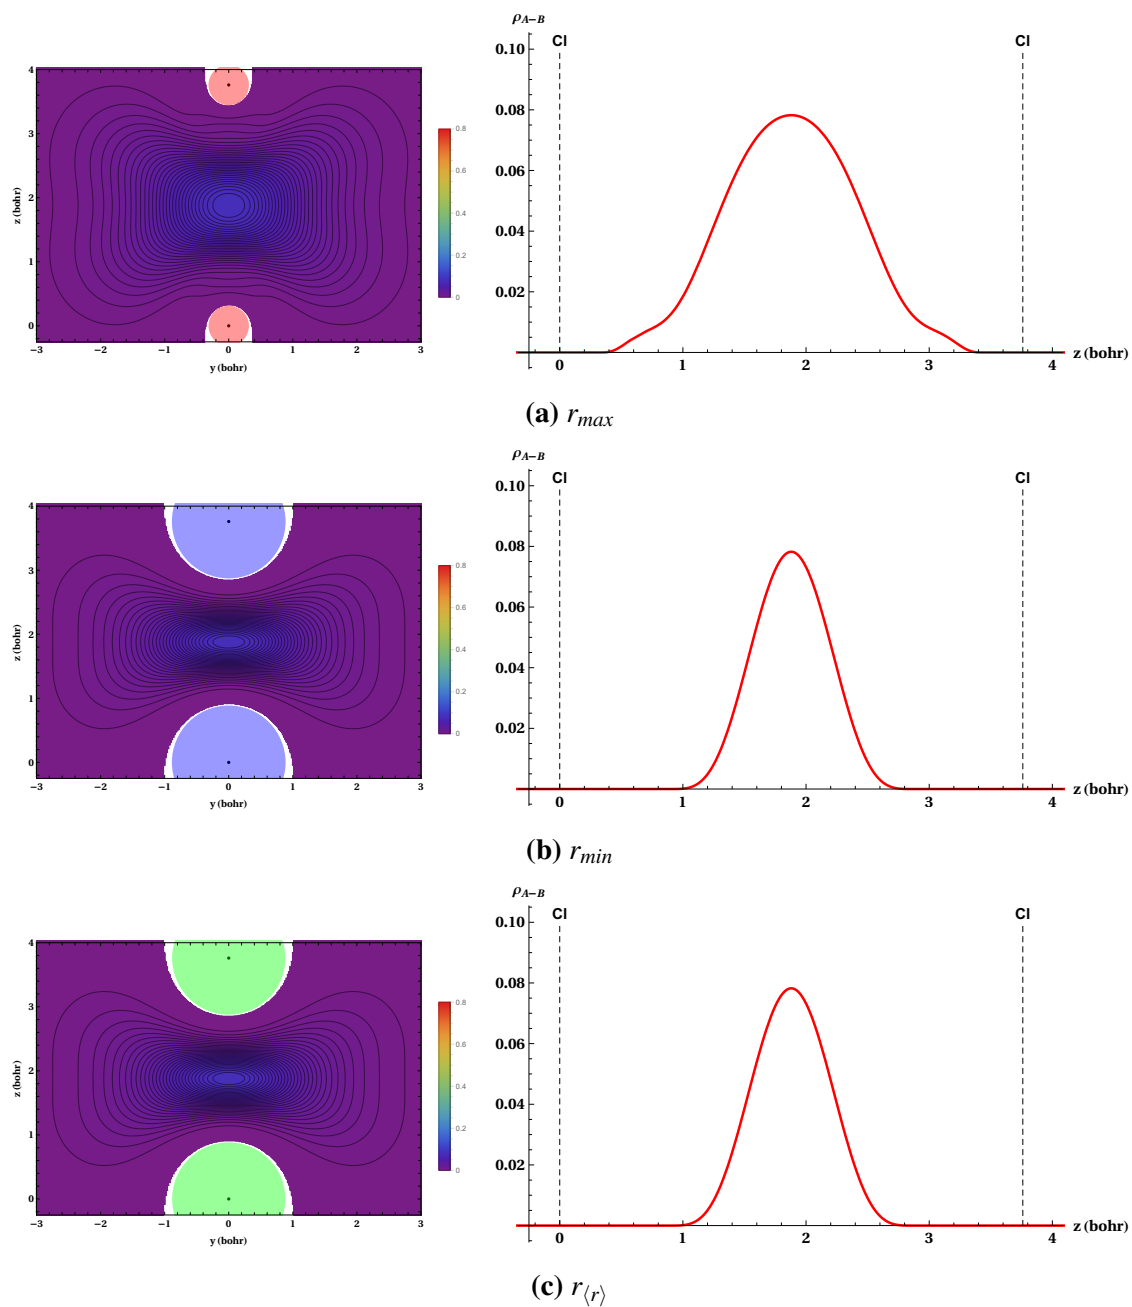 ρA−B
Cl Cl
0.10
0.08
0.06
0.04
0.02
0 1 2 3 4 z (bohr)
4
3
2
1
0
z (bohr)
−3 −2 −1 0 1 2 3
y (bohr)
0.8
0.6
0.4
0.2
0
(a) rmax
ρA−B
Cl Cl
0.10
0.08
0.06
0.04
0.02
0 1 2 3 4 z (bohr)
4
3
2
1
0
z (bohr)
−3 −2 −1 0 1 2 3
y (bohr)
0.8
0.6
0.4
0.2
0
(b) rmin
ρA−B
Cl Cl
0.10
0.08
0.06
0.04
0.02
0 1 2 3 4 z (bohr)
4
3
2
1
0
z (bohr)
−3 −2 −1 0 1 2 3
y (bohr)
0.8
0.6
0.4
0.2
0
(c) r⟨r⟩